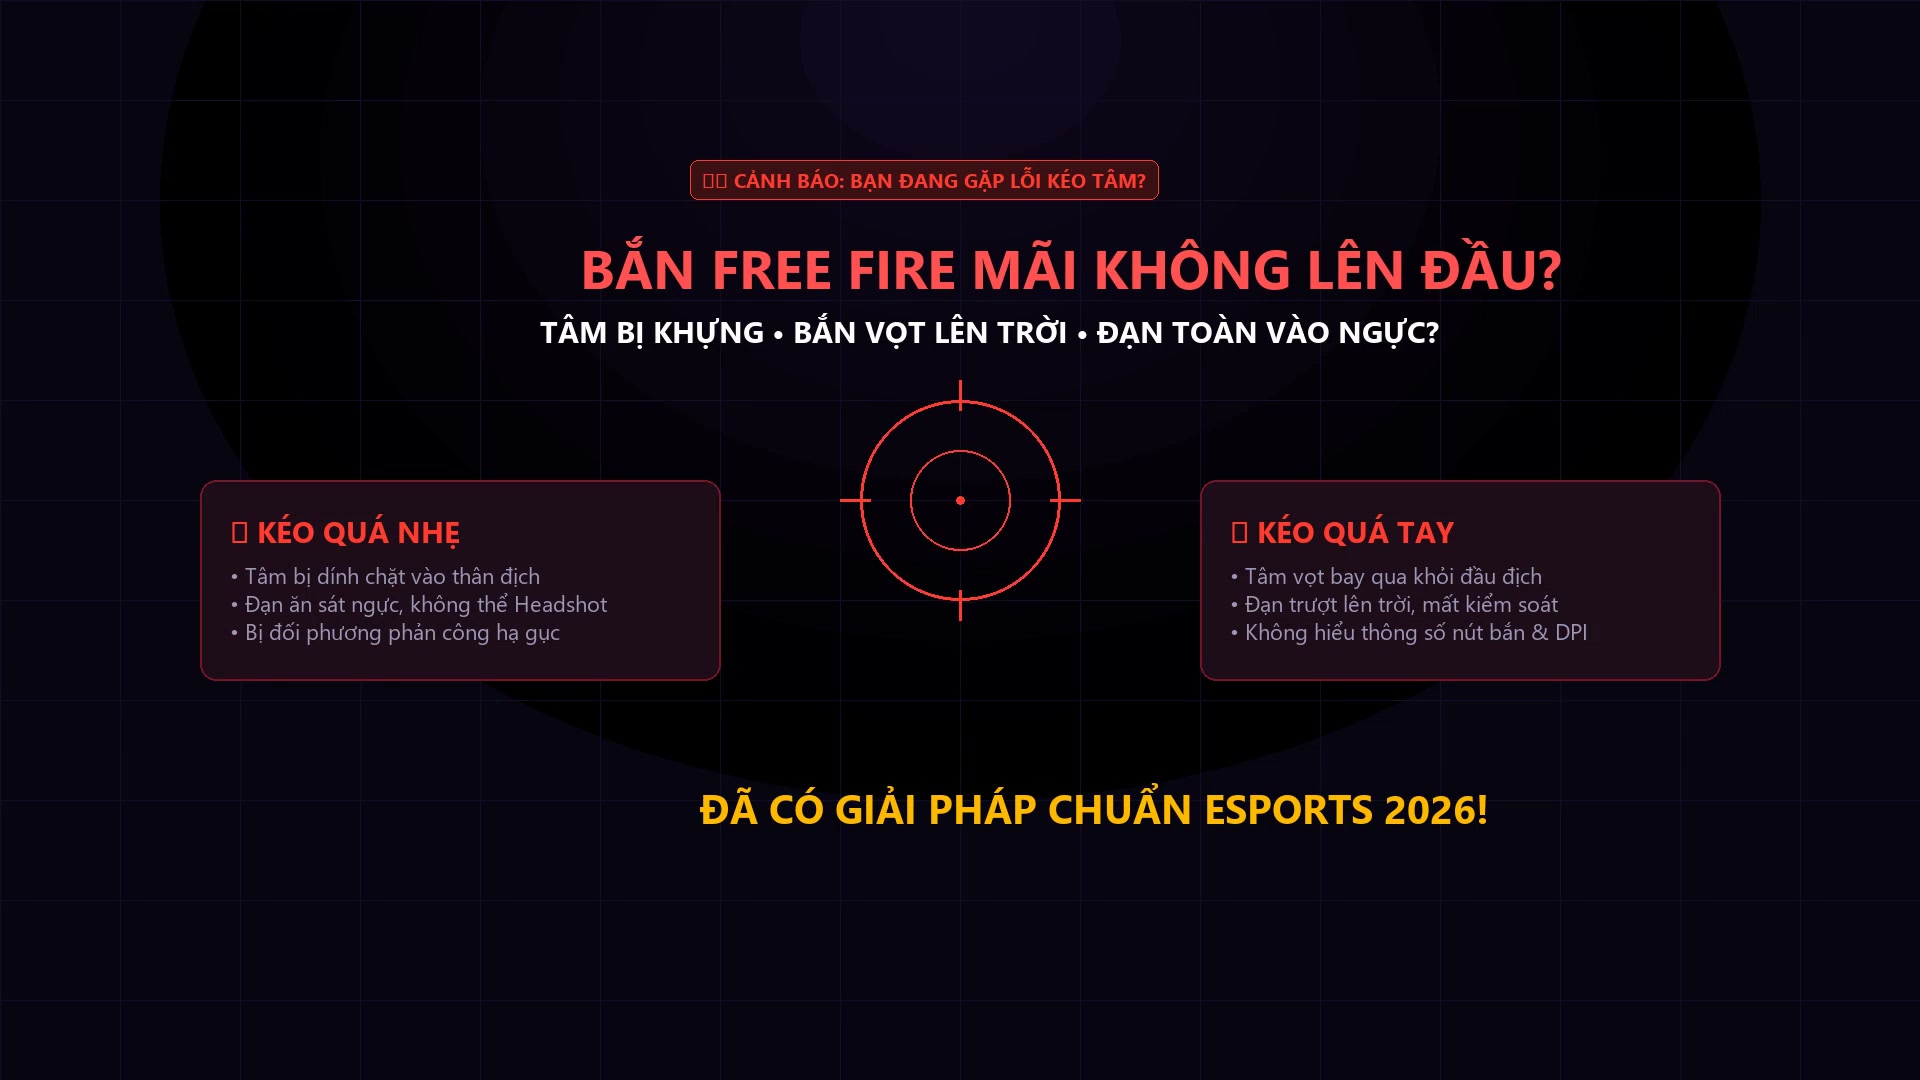 CẢNH BÁO: BẠN ĐANG GẶP LỖI KÉO TÂM?
BẮN FREE FIRE MÃI KHÔNG LÊN ĐẦU?
TÂM BỊ KHỰNG • BẮN VỌT LÊN TRỜI • ĐẠN TOÀN VÀO NGỰC?
KÉO QUÁ NHẸ
• Tâm bị dính chặt vào thân địch
• Đạn ăn sát ngực, không thể Headshot
• Bị đối phương phản công hạ gục
KÉO QUÁ TAY
• Tâm vọt bay qua khỏi đầu địch
• Đạn trượt lên trời, mất kiểm soát
• Không hiểu thông số nút bắn & DPI
ĐÃ CÓ GIẢI PHÁP CHUẨN ESPORTS 2026!